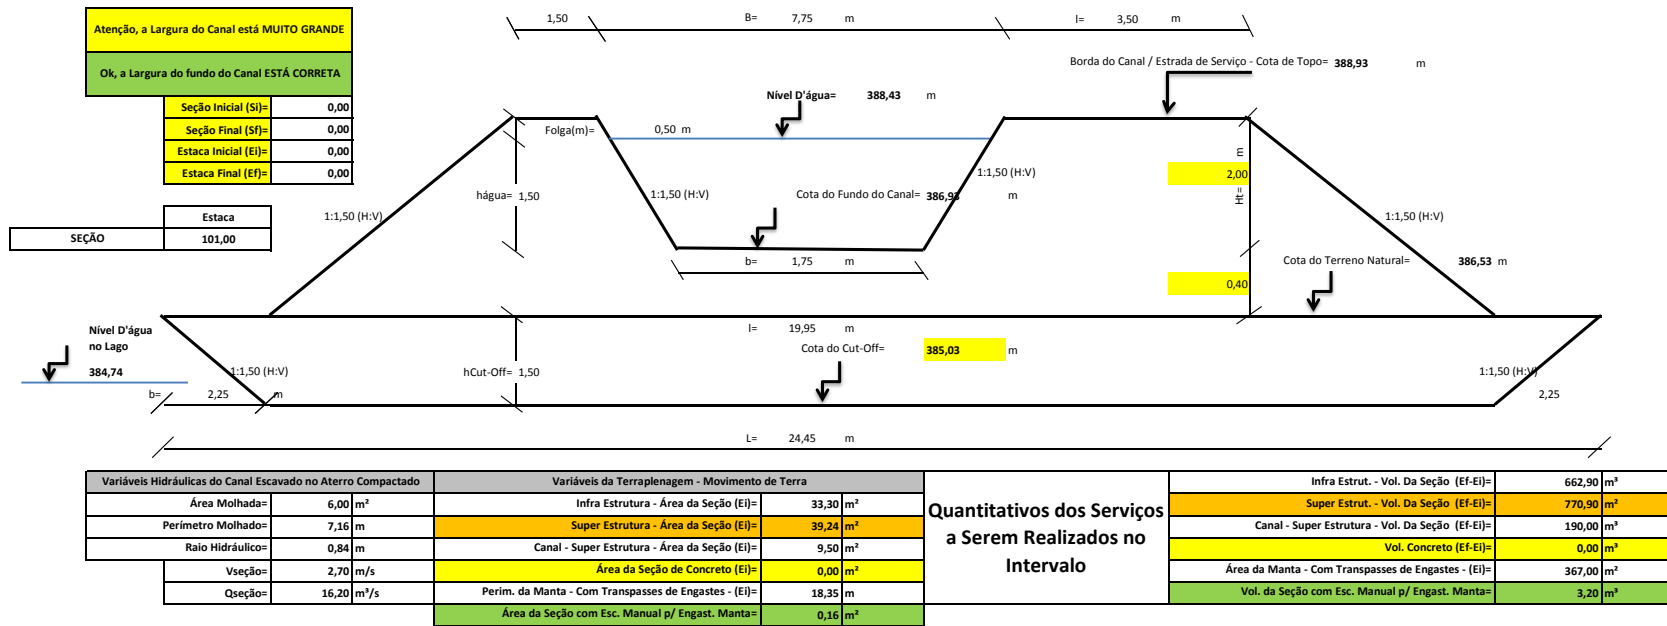 1,50
B= 7,75 m
l= 3,50 m
Atenção, a Largura do Canal está MUITO GRANDE
Ok, a Largura do fundo do Canal ESTÁ CORRETA
Borda do Canal / Estrada de Serviço - Cota de Topo= 388,93 m
Nível D'água= 388,43 m
Seção Inicial (Si)= 0,00
Seção Final (Sf)= 0,00
Estaca Inicial (Ei)= 0,00
Estaca Final (Ef)= 0,00
Folga(m)= 0,50 m
1:1,50 (H:V)
2,00
Ht= m
hágua= 1,50
1:1,50 (H:V)
Cota do Fundo do Canal= 386,93 m
Estaca
SEÇÃO 101,00
1:1,50 (H:V)
1:1,50 (H:V)
b= 1,75 m
Cota do Terreno Natural= 386,53 m
0,40
Nível D'água
no Lago
384,74
l= 19,95 m
Cota do Cut-Off= 385,03 m
1:1,50 (H:V)
hCut-Off= 1,50
1:1,50 (H:V)
b= 2,25 m
2,25
L= 24,45 m
Variáveis Hidráulicas do Canal Escavado no Aterro Compactado
Área Molhada= 6,00 m²
Perímetro Molhado= 7,16 m
Raio Hidráulico= 0,84 m
Vseção= 2,70 m/s
Qseção= 16,20 m³/s
Variáveis da Terraplenagem - Movimento de Terra
Infra Estrutura - Área da Seção (Ei)= 33,30 m²
Super Estrutura - Área da Seção (Ei)= 39,24 m²
Canal - Super Estrutura - Área da Seção (Ei)= 9,50 m²
Área da Seção de Concreto (Ei)= 0,00 m²
Perim. da Manta - Com Transpasses de Engastes - (Ei)= 18,35 m
Área da Seção com Esc. Manual p/ Engast. Manta= 0,16 m²
Quantitativos dos Serviços
a Serem Realizados no
Intervalo
Infra Estrut. - Vol. Da Seção (Ef-Ei)= 662,90 m³
Super Estrut. - Vol. Da Seção (Ef-Ei)= 770,90 m²
Canal - Super Estrutura - Vol. Da Seção (Ef-Ei)= 190,00 m³
Vol. Concreto (Ef-Ei)= 0,00 m³
Área da Manta - Com Transpasses de Engastes - (Ei)= 367,00 m²
Vol. da Seção com Esc. Manual p/ Engast. Manta= 3,20 m³